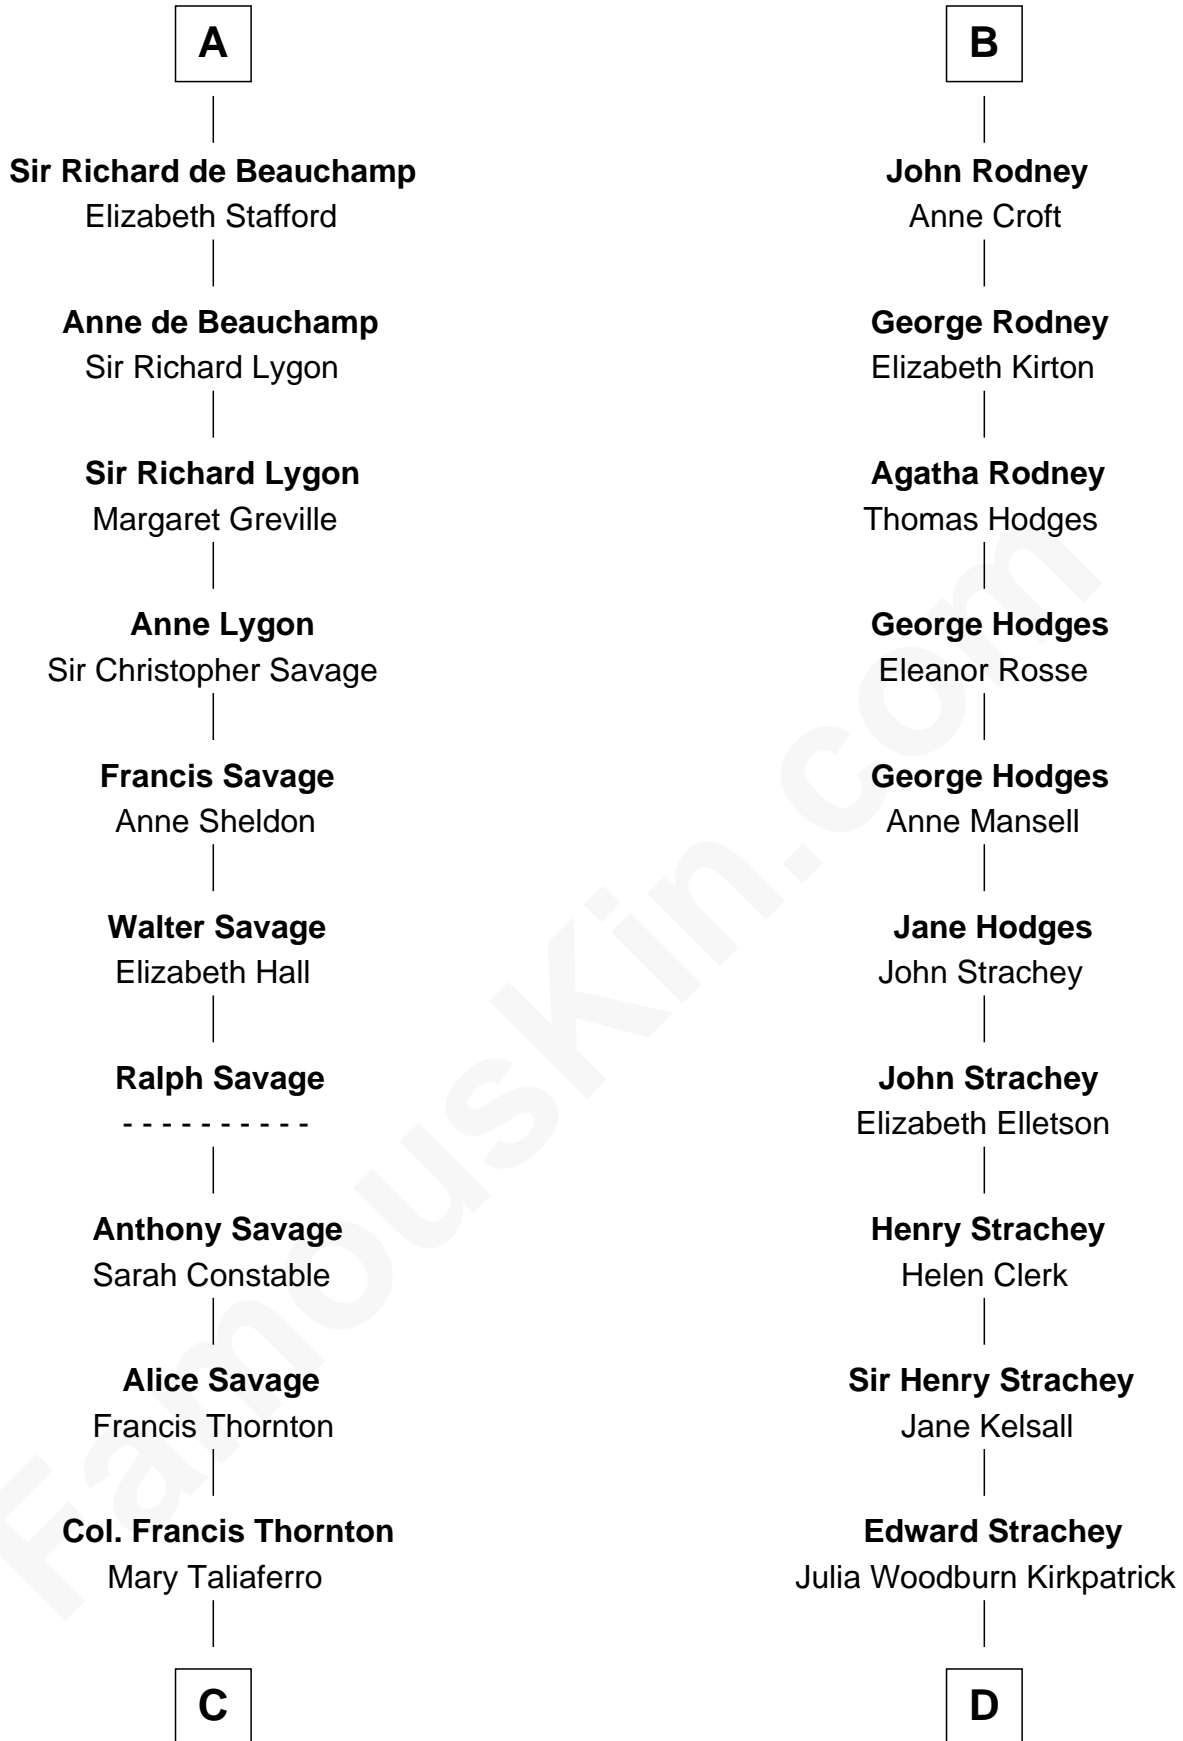 A
Sir Richard de Beauchamp
Elizabeth Stafford
Anne de Beauchamp
Sir Richard Lygon
Sir Richard Lygon
Margaret Greville
Anne Lygon
Sir Christopher Savage
Francis Savage
Anne Sheldon
Walter Savage
Elizabeth Hall
Ralph Savage
- - - - - - - - - -
Anthony Savage
Sarah Constable
Alice Savage
Francis Thornton
Col. Francis Thornton
Mary Taliaferro
C
B
John Rodney
Anne Croft
George Rodney
Elizabeth Kirton
Agatha Rodney
Thomas Hodges
George Hodges
Eleanor Rosse
George Hodges
Anne Mansell
Jane Hodges
John Strachey
John Strachey
Elizabeth Elletson
Henry Strachey
Helen Clerk
Sir Henry Strachey
Jane Kelsall
Edward Strachey
Julia Woodburn Kirkpatrick
D
FamousKin.com